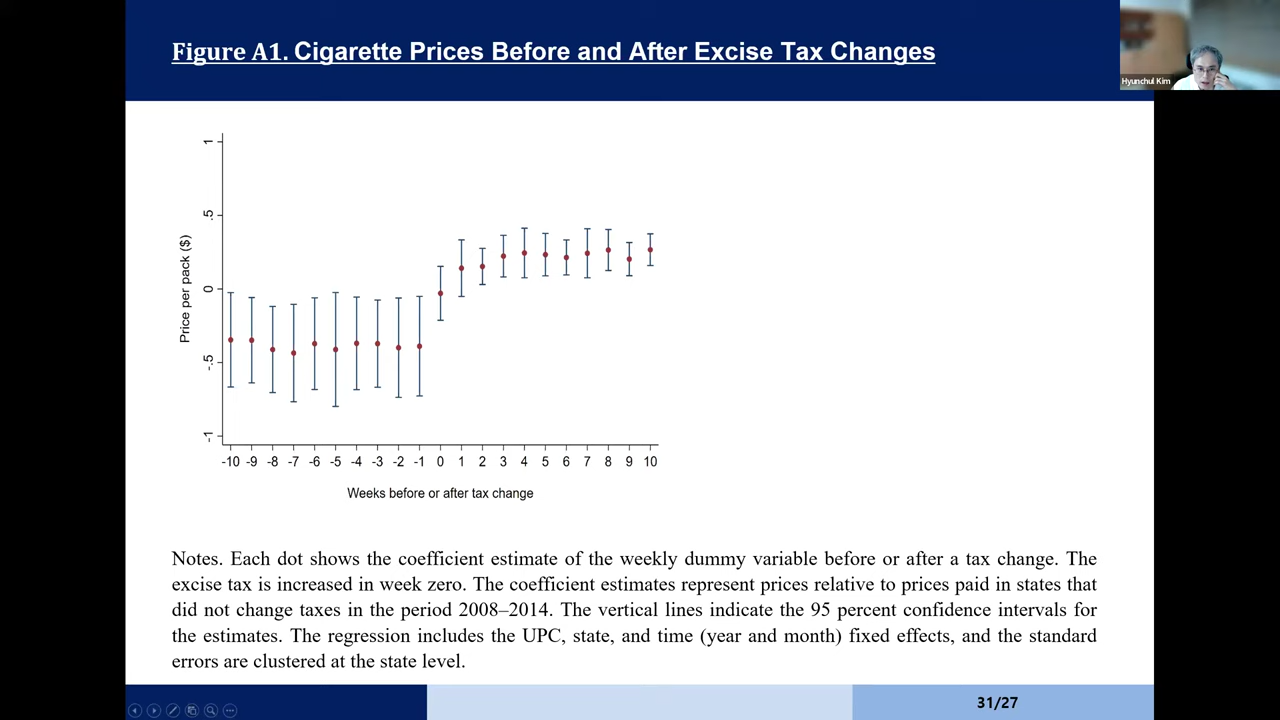 Figure A1. Cigarette Prices Before and After Excise Tax Changes
Hyunchul Kim
1
.5
0
-.5
-1
Price per pack ($)
-10 -9 -8 -7 -6 -5 -4 -3 -2 -1 0 1 2 3 4 5 6 7 8 9 10
Weeks before or after tax change
Notes. Each dot shows the coefficient estimate of the weekly dummy variable before or after a tax change. The
excise tax is increased in week zero. The coefficient estimates represent prices relative to prices paid in states that
did not change taxes in the period 2008–2014. The vertical lines indicate the 95 percent confidence intervals for
the estimates. The regression includes the UPC, state, and time (year and month) fixed effects, and the standard
errors are clustered at the state level.
31/27